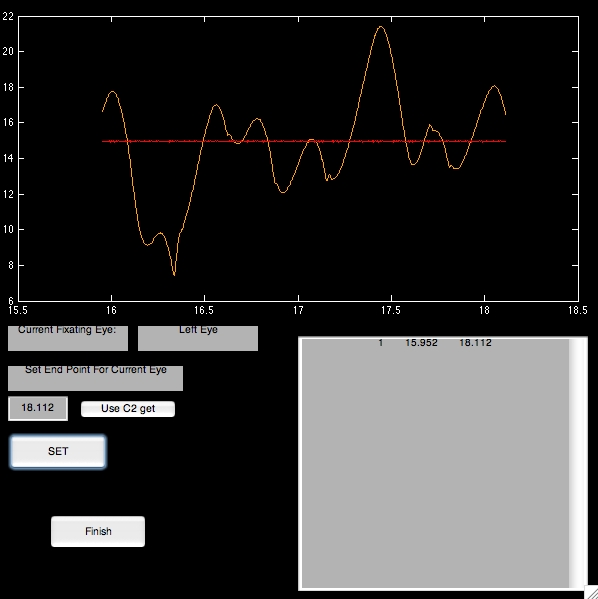 22
20
18
16
14
12
10
8
6
15.5 16 16.5 17 17.5 18 18.5
Current Fixating Eye: Left Eye
1 15.952 18.112
Set End Point For Current Eye
18.112 Use C2 get
SET
Finish